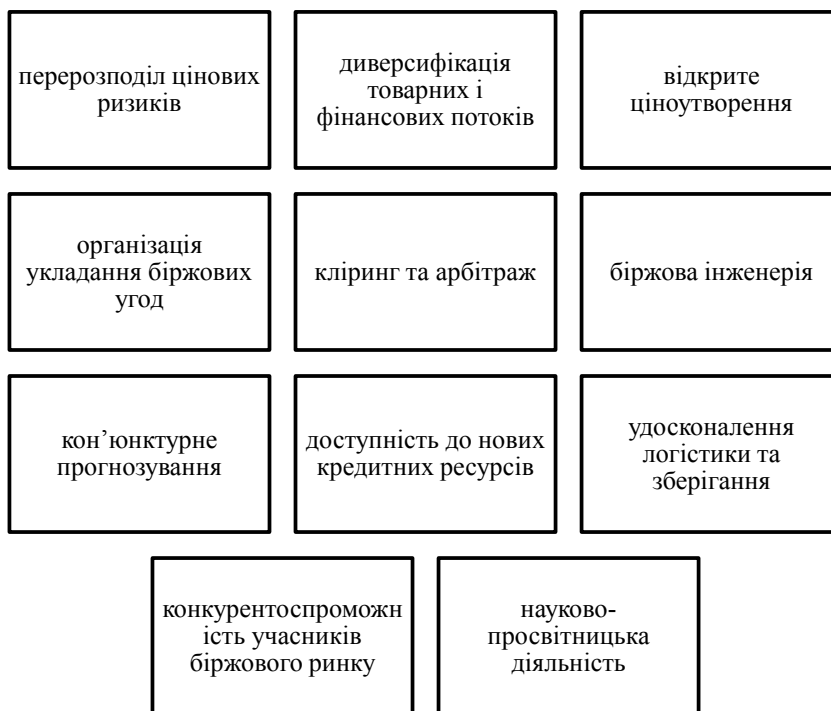 перерозподіл цінових
ризиків
диверсифікація
товарних і
фінансових потоків
відкрите
ціноутворення
організація
укладання біржових
угод
кліринг та арбітраж
біржова інженерія
кон’юнктурне
прогнозування
доступність до нових
кредитних ресурсів
удосконалення
логістики та
зберігання
конкурентоспроможн
ість учасників
біржового ринку
науково-
просвітницька
діяльність